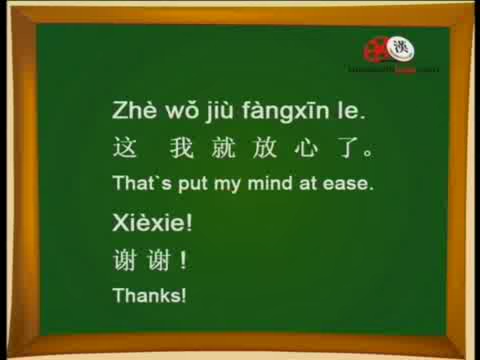 漢
Zhè wǒ jiù fàngxīn le.
这 我 就 放 心 了。
That`s put my mind at ease.
Xièxie!
谢 谢 !
Thanks!